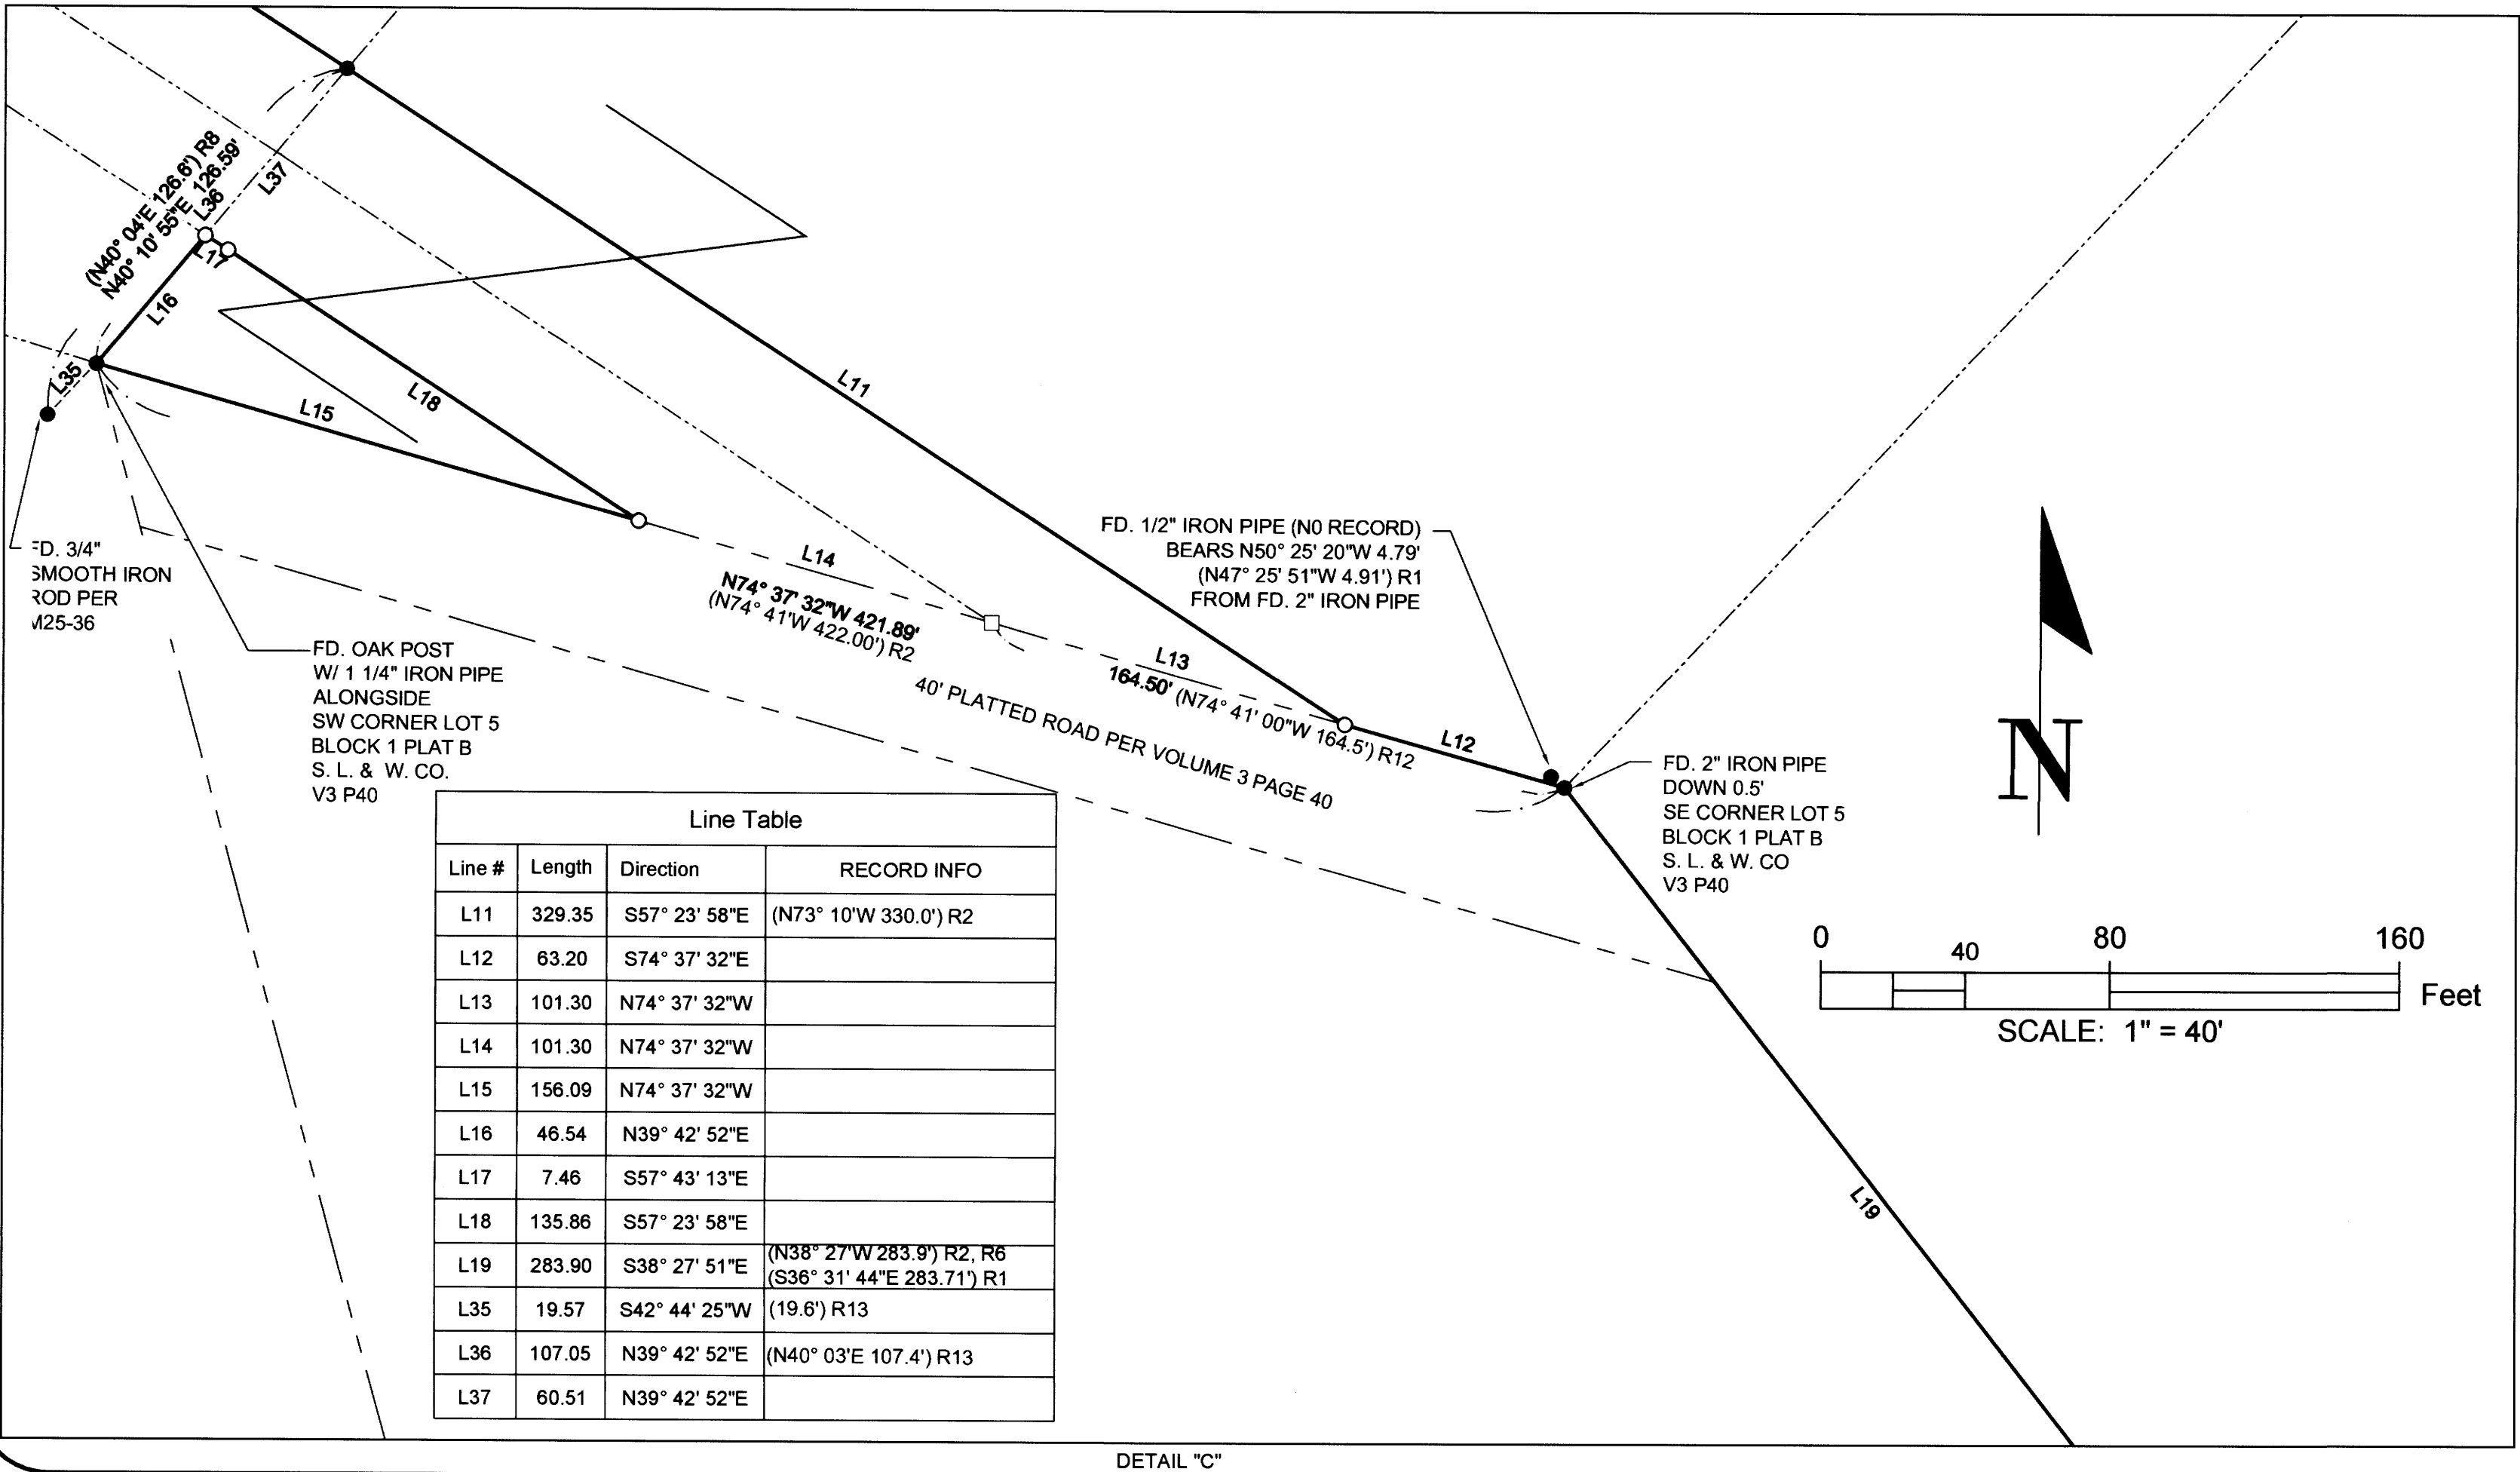 (N40° 04'E 126.6') R8
N40° 10' 55"E 126.59'
L36
L37
L17
L16
L35
L15
L18
L11
FD. 3/4"
SMOOTH IRON
ROD PER
M25-36
FD. OAK POST
W/ 1 1/4" IRON PIPE
ALONGSIDE
SW CORNER LOT 5
BLOCK 1 PLAT B
S. L. & W. CO.
V3 P40
L14
N74° 37' 32"W 421.89'
(N74° 41'W 422.00') R2
FD. 1/2" IRON PIPE (N0 RECORD)
BEARS N50° 25' 20"W 4.79'
(N47° 25' 51"W 4.91') R1
FROM FD. 2" IRON PIPE
L13
164.50' (N74° 41' 00"W 164.5') R12
40' PLATTED ROAD PER VOLUME 3 PAGE 40
L12
FD. 2" IRON PIPE
DOWN 0.5'
SE CORNER LOT 5
BLOCK 1 PLAT B
S. L. & W. CO
V3 P40
N
0 40 80 160
Feet
SCALE: 1" = 40'
L19
Line Table
Line # Length Direction RECORD INFO
L11 329.35 S57° 23' 58"E (N73° 10'W 330.0') R2
L12 63.20 S74° 37' 32"E
L13 101.30 N74° 37' 32"W
L14 101.30 N74° 37' 32"W
L15 156.09 N74° 37' 32"W
L16 46.54 N39° 42' 52"E
L17 7.46 S57° 43' 13"E
L18 135.86 S57° 23' 58"E
L19 283.90 S38° 27' 51"E (N38° 27'W 283.9') R2, R6
(S36° 31' 44"E 283.71') R1
L35 19.57 S42° 44' 25"W (19.6') R13
L36 107.05 N39° 42' 52"E (N40° 03'E 107.4') R13
L37 60.51 N39° 42' 52"E
DETAIL "C"